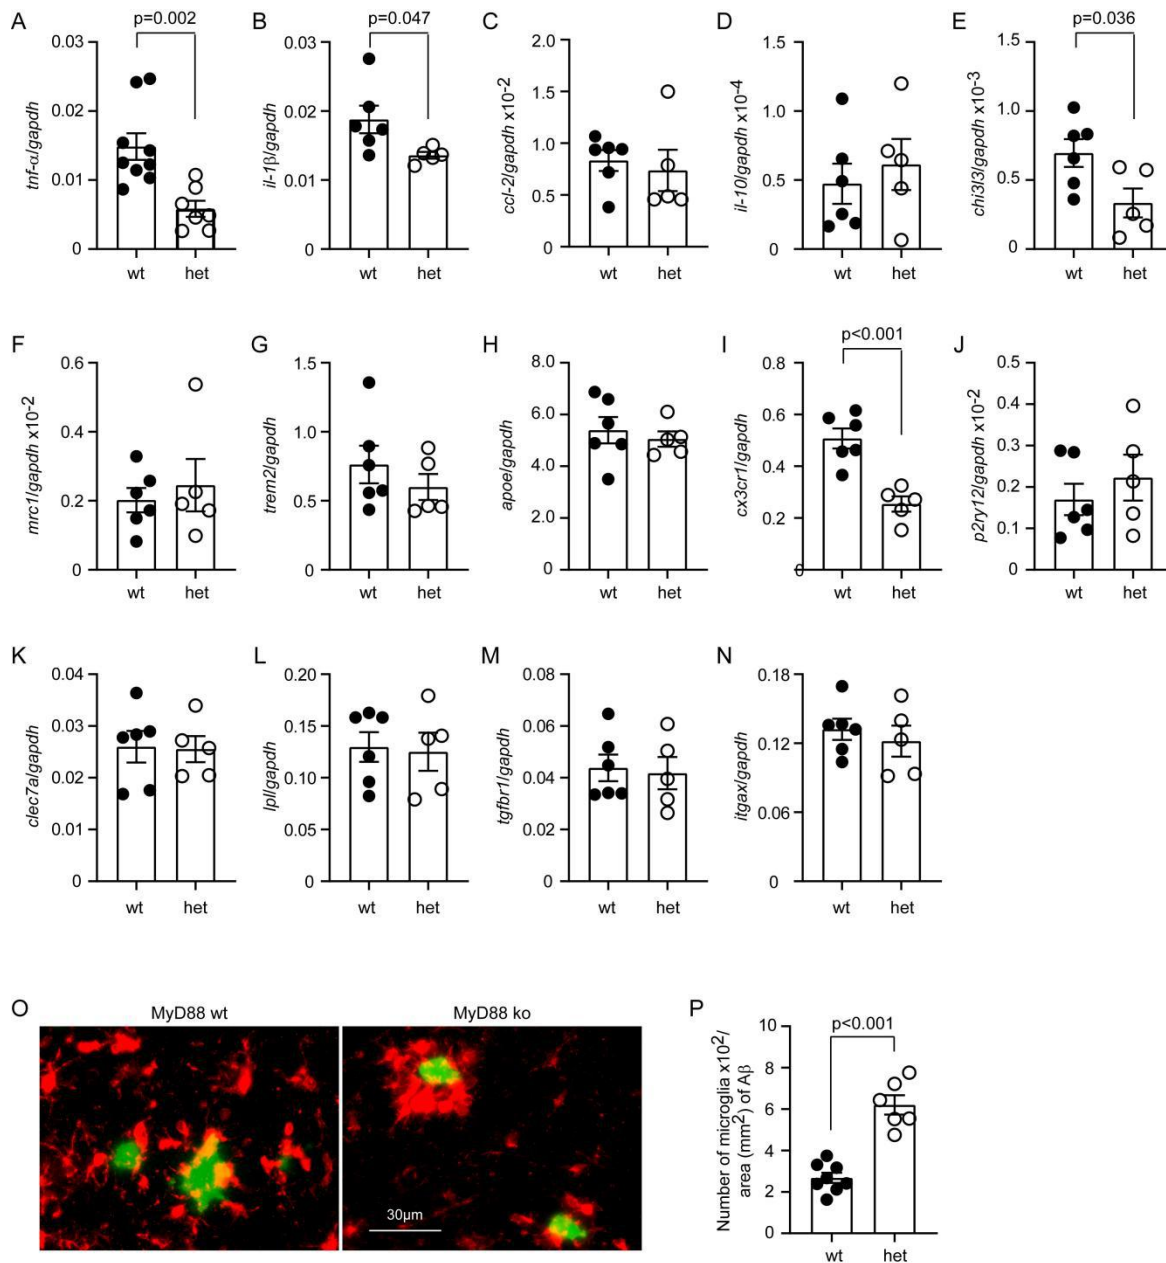 A
p=0.002
tnf-α/gapdh
0.03
0.02
0.01
0
wt
het
B
p=0.047
il-1β/gapdh
0.03
0.02
0.01
0
wt
het
C
ccl-2/gapdh x10-2
2.0
1.5
1.0
0.5
0
wt
het
D
il-10/gapdh x10-4
1.5
1.0
0.5
0
wt
het
E
p=0.036
chi3l3/gapdh x10-3
1.5
1.0
0.5
0
wt
het
F
mrc1/gapdh x10-2
0.6
0.4
0.2
0
wt
het
G
trem2/gapdh
1.5
1.0
0.5
0
wt
het
H
apoe/gapdh
8.0
6.0
4.0
2.0
0
wt
het
I
p<0.001
cx3cr1/gapdh
0.8
0.6
0.4
0.2
0
wt
het
J
p2ry12/gapdh x10-2
0.5
0.4
0.3
0.2
0.1
0
wt
het
K
clec7a/gapdh
0.04
0.03
0.02
0.01
0
wt
het
L
lpl/gapdh
0.20
0.15
0.10
0.05
0
wt
het
M
tgfbr1/gapdh
0.08
0.06
0.04
0.02
0
wt
het
N
itgax/gapdh
0.18
0.12
0.06
0
wt
het
O
MyD88 wt
MyD88 ko
30µm
P
p<0.001
Number of microglia x10²/
area (mm²) of Aβ
10
8
6
4
2
0
wt
het